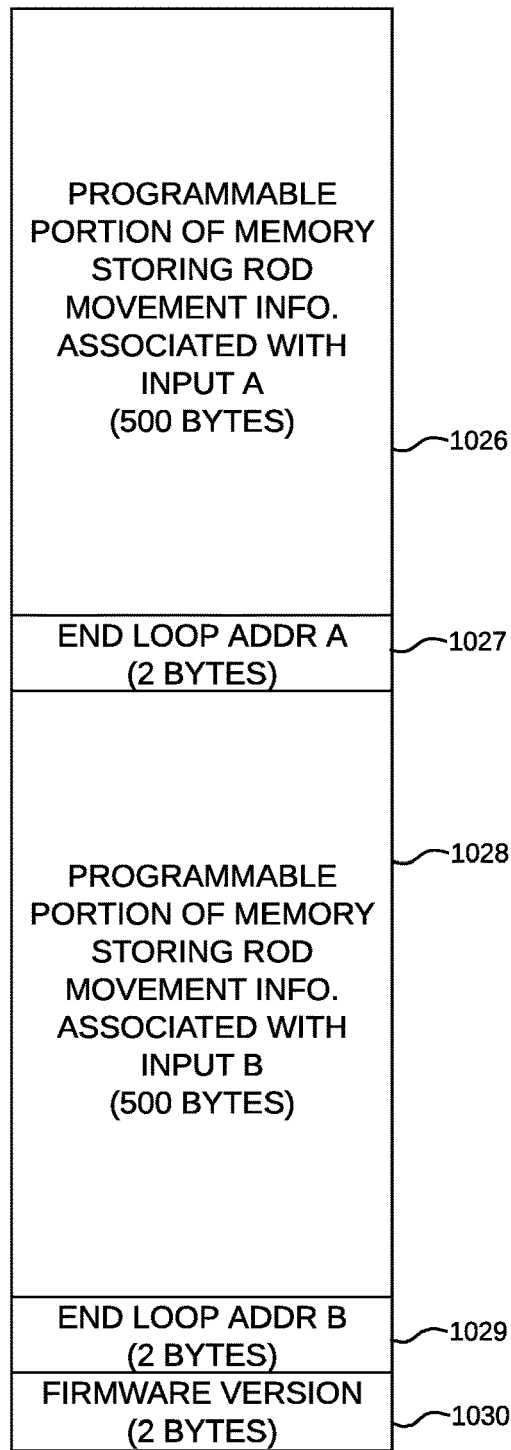 PROGRAMMABLE
PORTION OF MEMORY
STORING ROD
MOVEMENT INFO.
ASSOCIATED WITH
INPUT A
(500 BYTES)
1026
END LOOP ADDR A
(2 BYTES)
1027
1028
PROGRAMMABLE
PORTION OF MEMORY
STORING ROD
MOVEMENT INFO.
ASSOCIATED WITH
INPUT B
(500 BYTES)
END LOOP ADDR B
(2 BYTES)
1029
FIRMWARE VERSION
(2 BYTES)
1030